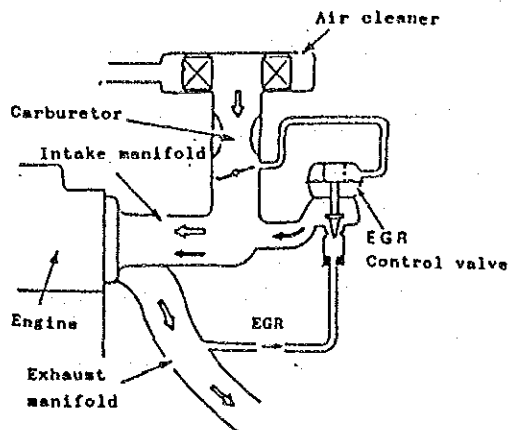 Air cleaner
Carburetor
Intake manifold
EGR
Control valve
Engine
EGR
Exhaust
manifold